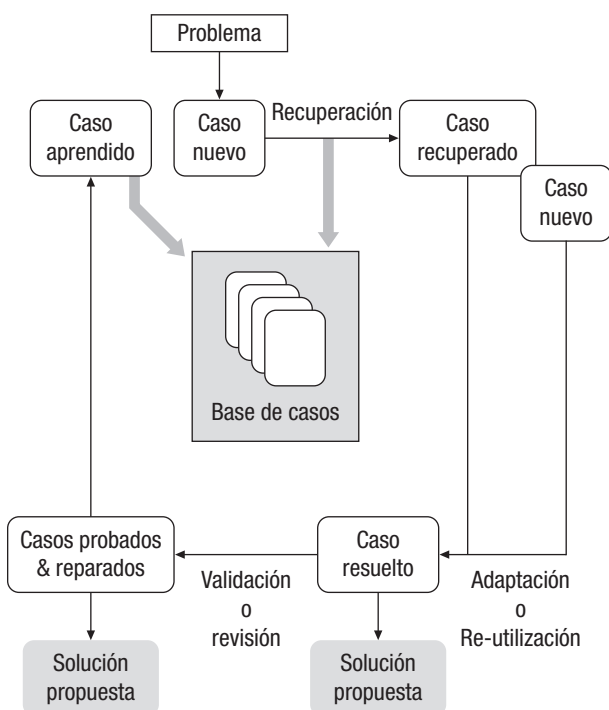 Problema
Caso
aprendido
Caso
nuevo
Recuperación
Caso
recuperado
Caso
nuevo
Base de casos
Casos probados
& reparados
Validación
o
revisión
Caso
resuelto
Adaptación
o
Re-utilización
Solución
propuesta
Solución
propuesta